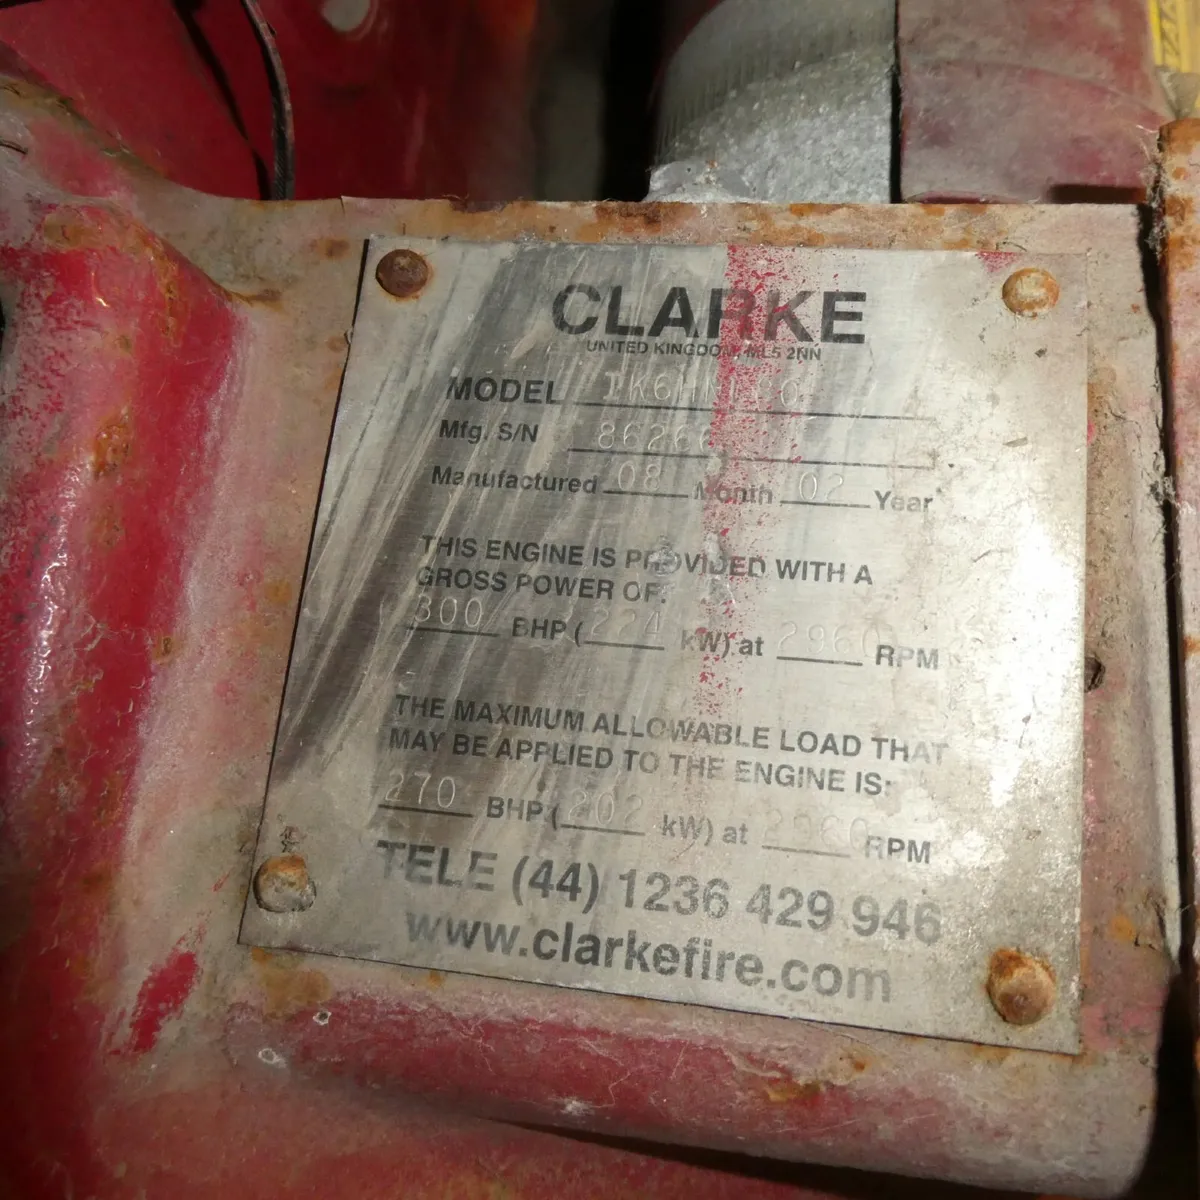 CLARKE
UNITED KINGDOM, ML5 2NN
MODEL
Mfg. S/N
Manufactured 08 Month 02 Year
THIS ENGINE IS PROVIDED WITH A
GROSS POWER OF:
300 BHP (224 kW) at 2960 RPM
THE MAXIMUM ALLOWABLE LOAD THAT
MAY BE APPLIED TO THE ENGINE IS:
270 BHP (202 kW) at 2960 RPM
TELE (44) 1236 429 946
www.clarkefire.com